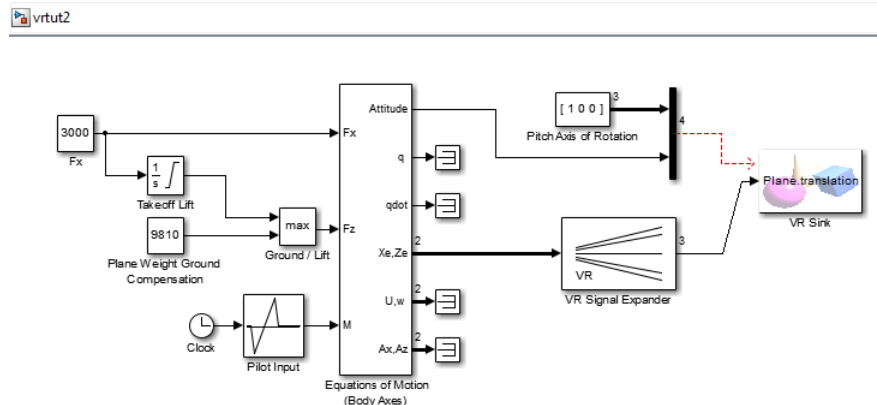 vrtut2
3000
Fx
1
s
Takeoff Lift
9810
Plane Weight Ground
Compensation
max
Ground / Lift
Clock
Pilot Input
Fx
Fz
M
Attitude
q
qdot
Xe,Ze
U,w
Ax,Az
2
2
2
Equations of Motion
(Body Axes)
[ 1 0 0 ]
3
Pitch Axis of Rotation
4
VR
3
VR Signal Expander
Plane.translation
VR Sink